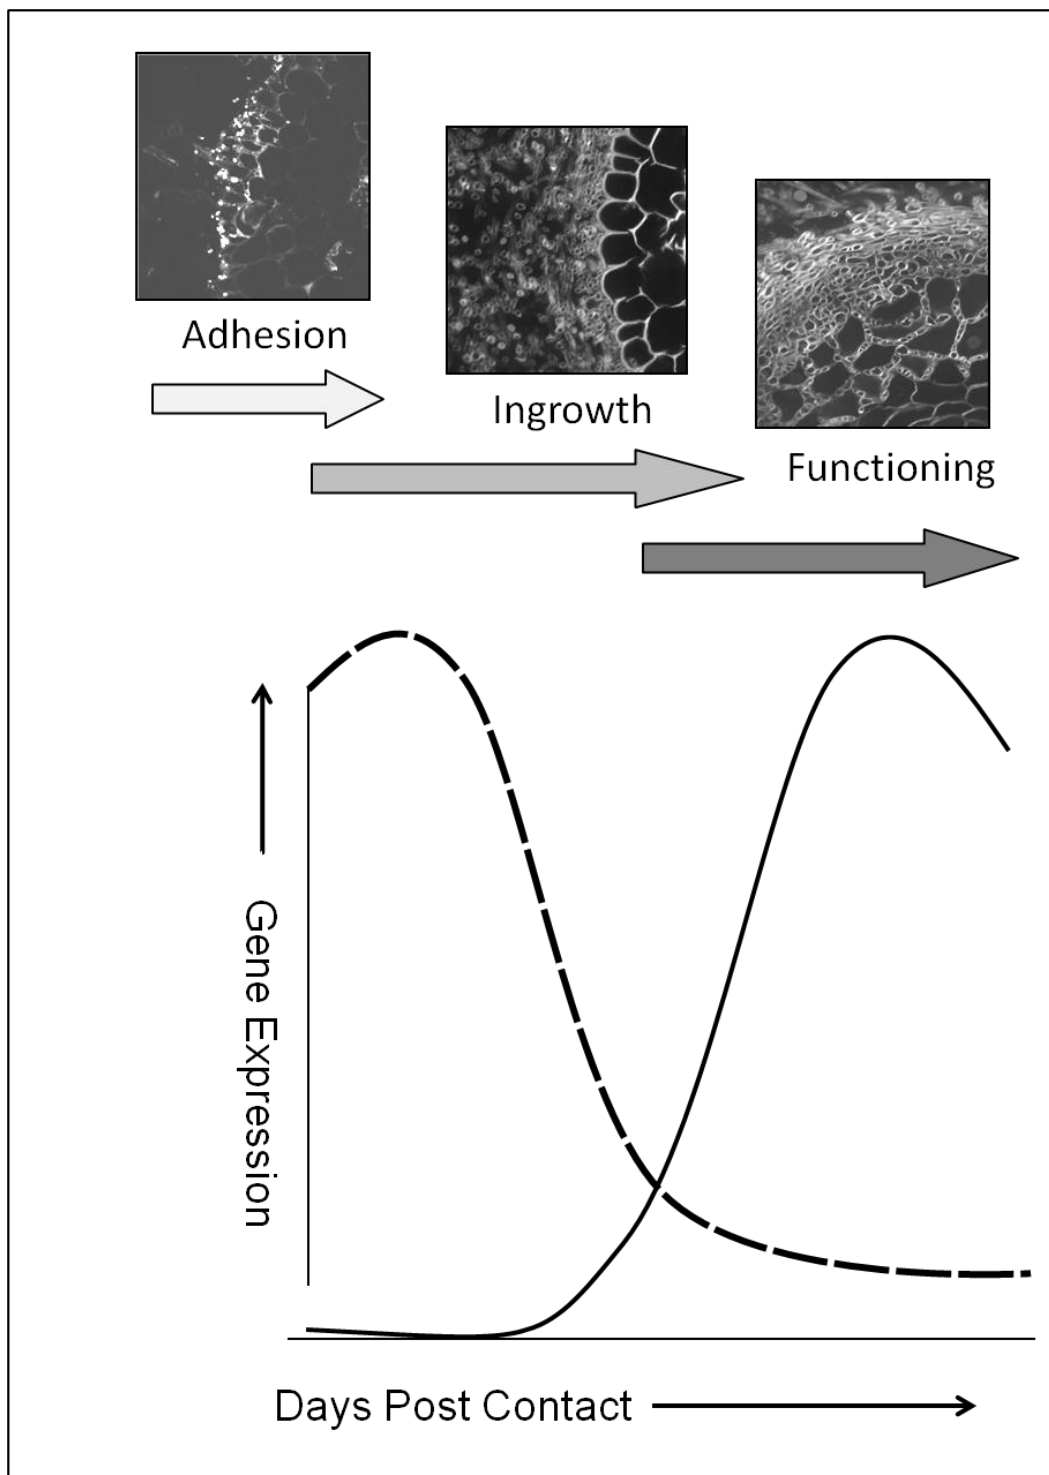 Adhesion
Ingrowth
Functioning
Gene Expression
Days Post Contact